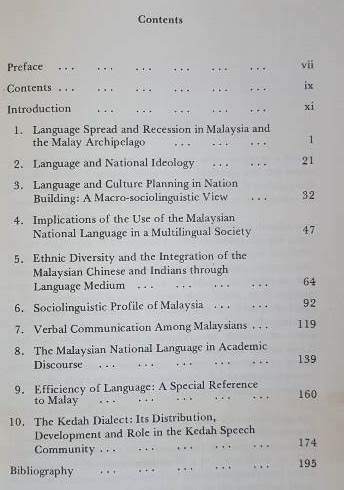 Contents
Preface ... ... ... ... ... ... vii
Contents ... ... ... ... ... ... ix
Introduction ... ... ... ... ... xi
1. Language Spread and Recession in Malaysia and
the Malay Archipelago ... ... ... 1
2. Language and National Ideology ... ... 21
3. Language and Culture Planning in Nation
Building: A Macro-sociolinguistic View ... 32
4. Implications of the Use of the Malaysian
National Language in a Multilingual Society 47
5. Ethnic Diversity and the Integration of the
Malaysian Chinese and Indians through
Language Medium ... ... ... ... 64
6. Sociolinguistic Profile of Malaysia ... ... 92
7. Verbal Communication Among Malaysians ... 119
8. The Malaysian National Language in Academic
Discourse ... ... ... ... ... 139
9. Efficiency of Language: A Special Reference
to Malay ... ... ... ... ... 160
10. The Kedah Dialect: Its Distribution,
Development and Role in the Kedah Speech
Community ... ... ... ... ... 174
Bibliography ... ... ... ... ... 195